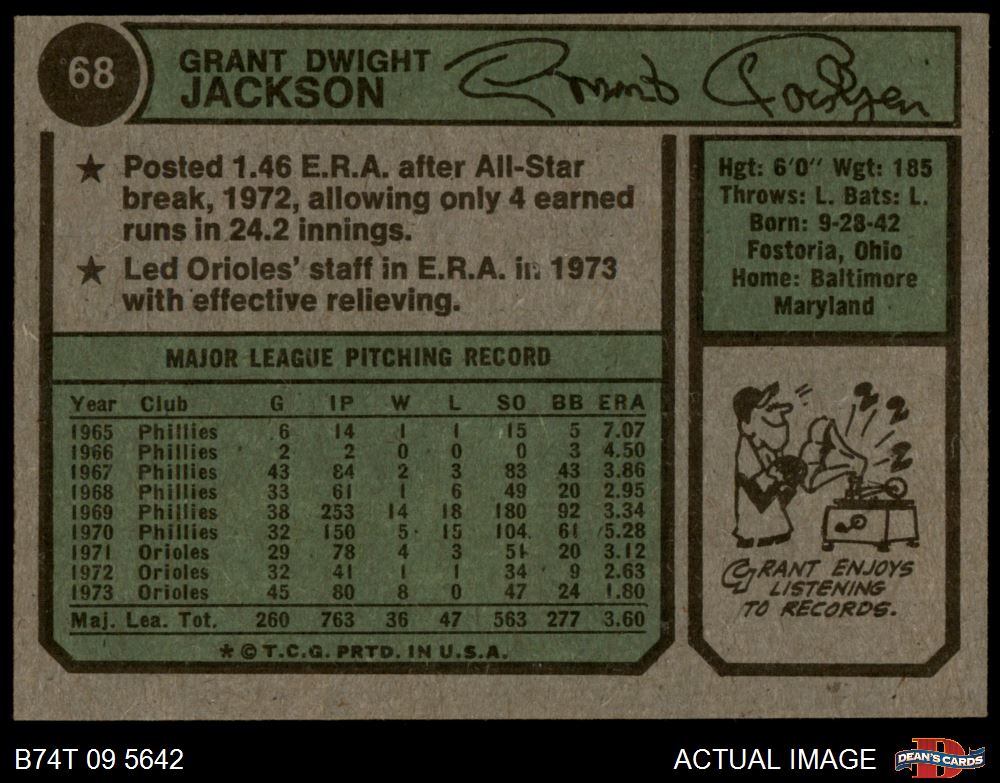 68
GRANT DWIGHT
JACKSON
Grant Jackson
★ Posted 1.46 E.R.A. after All-Star
break, 1972, allowing only 4 earned
runs in 24.2 innings.
★ Led Orioles' staff in E.R.A. in 1973
with effective relieving.
Hgt: 6'0" Wgt: 185
Throws: L. Bats: L.
Born: 9-28-42
Fostoria, Ohio
Home: Baltimore
Maryland
MAJOR LEAGUE PITCHING RECORD
Year Club G IP W L SO BB ERA
1965 Phillies 6 14 1 1 15 5 7.07
1966 Phillies 2 2 0 0 0 3 4.50
1967 Phillies 43 84 2 3 83 43 3.86
1968 Phillies 33 61 1 6 49 20 2.95
1969 Phillies 38 253 14 18 180 92 3.34
1970 Phillies 32 150 5 15 104 61 5.28
1971 Orioles 29 78 4 3 51 20 3.12
1972 Orioles 32 41 1 1 34 9 2.63
1973 Orioles 45 80 8 0 47 24 1.80
Maj. Lea. Tot. 260 763 36 47 563 277 3.60
* © T.C.G. PRTD. IN U.S.A.
GRANT ENJOYS
LISTENING
TO RECORDS.
B74T 09 5642
ACTUAL IMAGE
DEAN'S CARDS